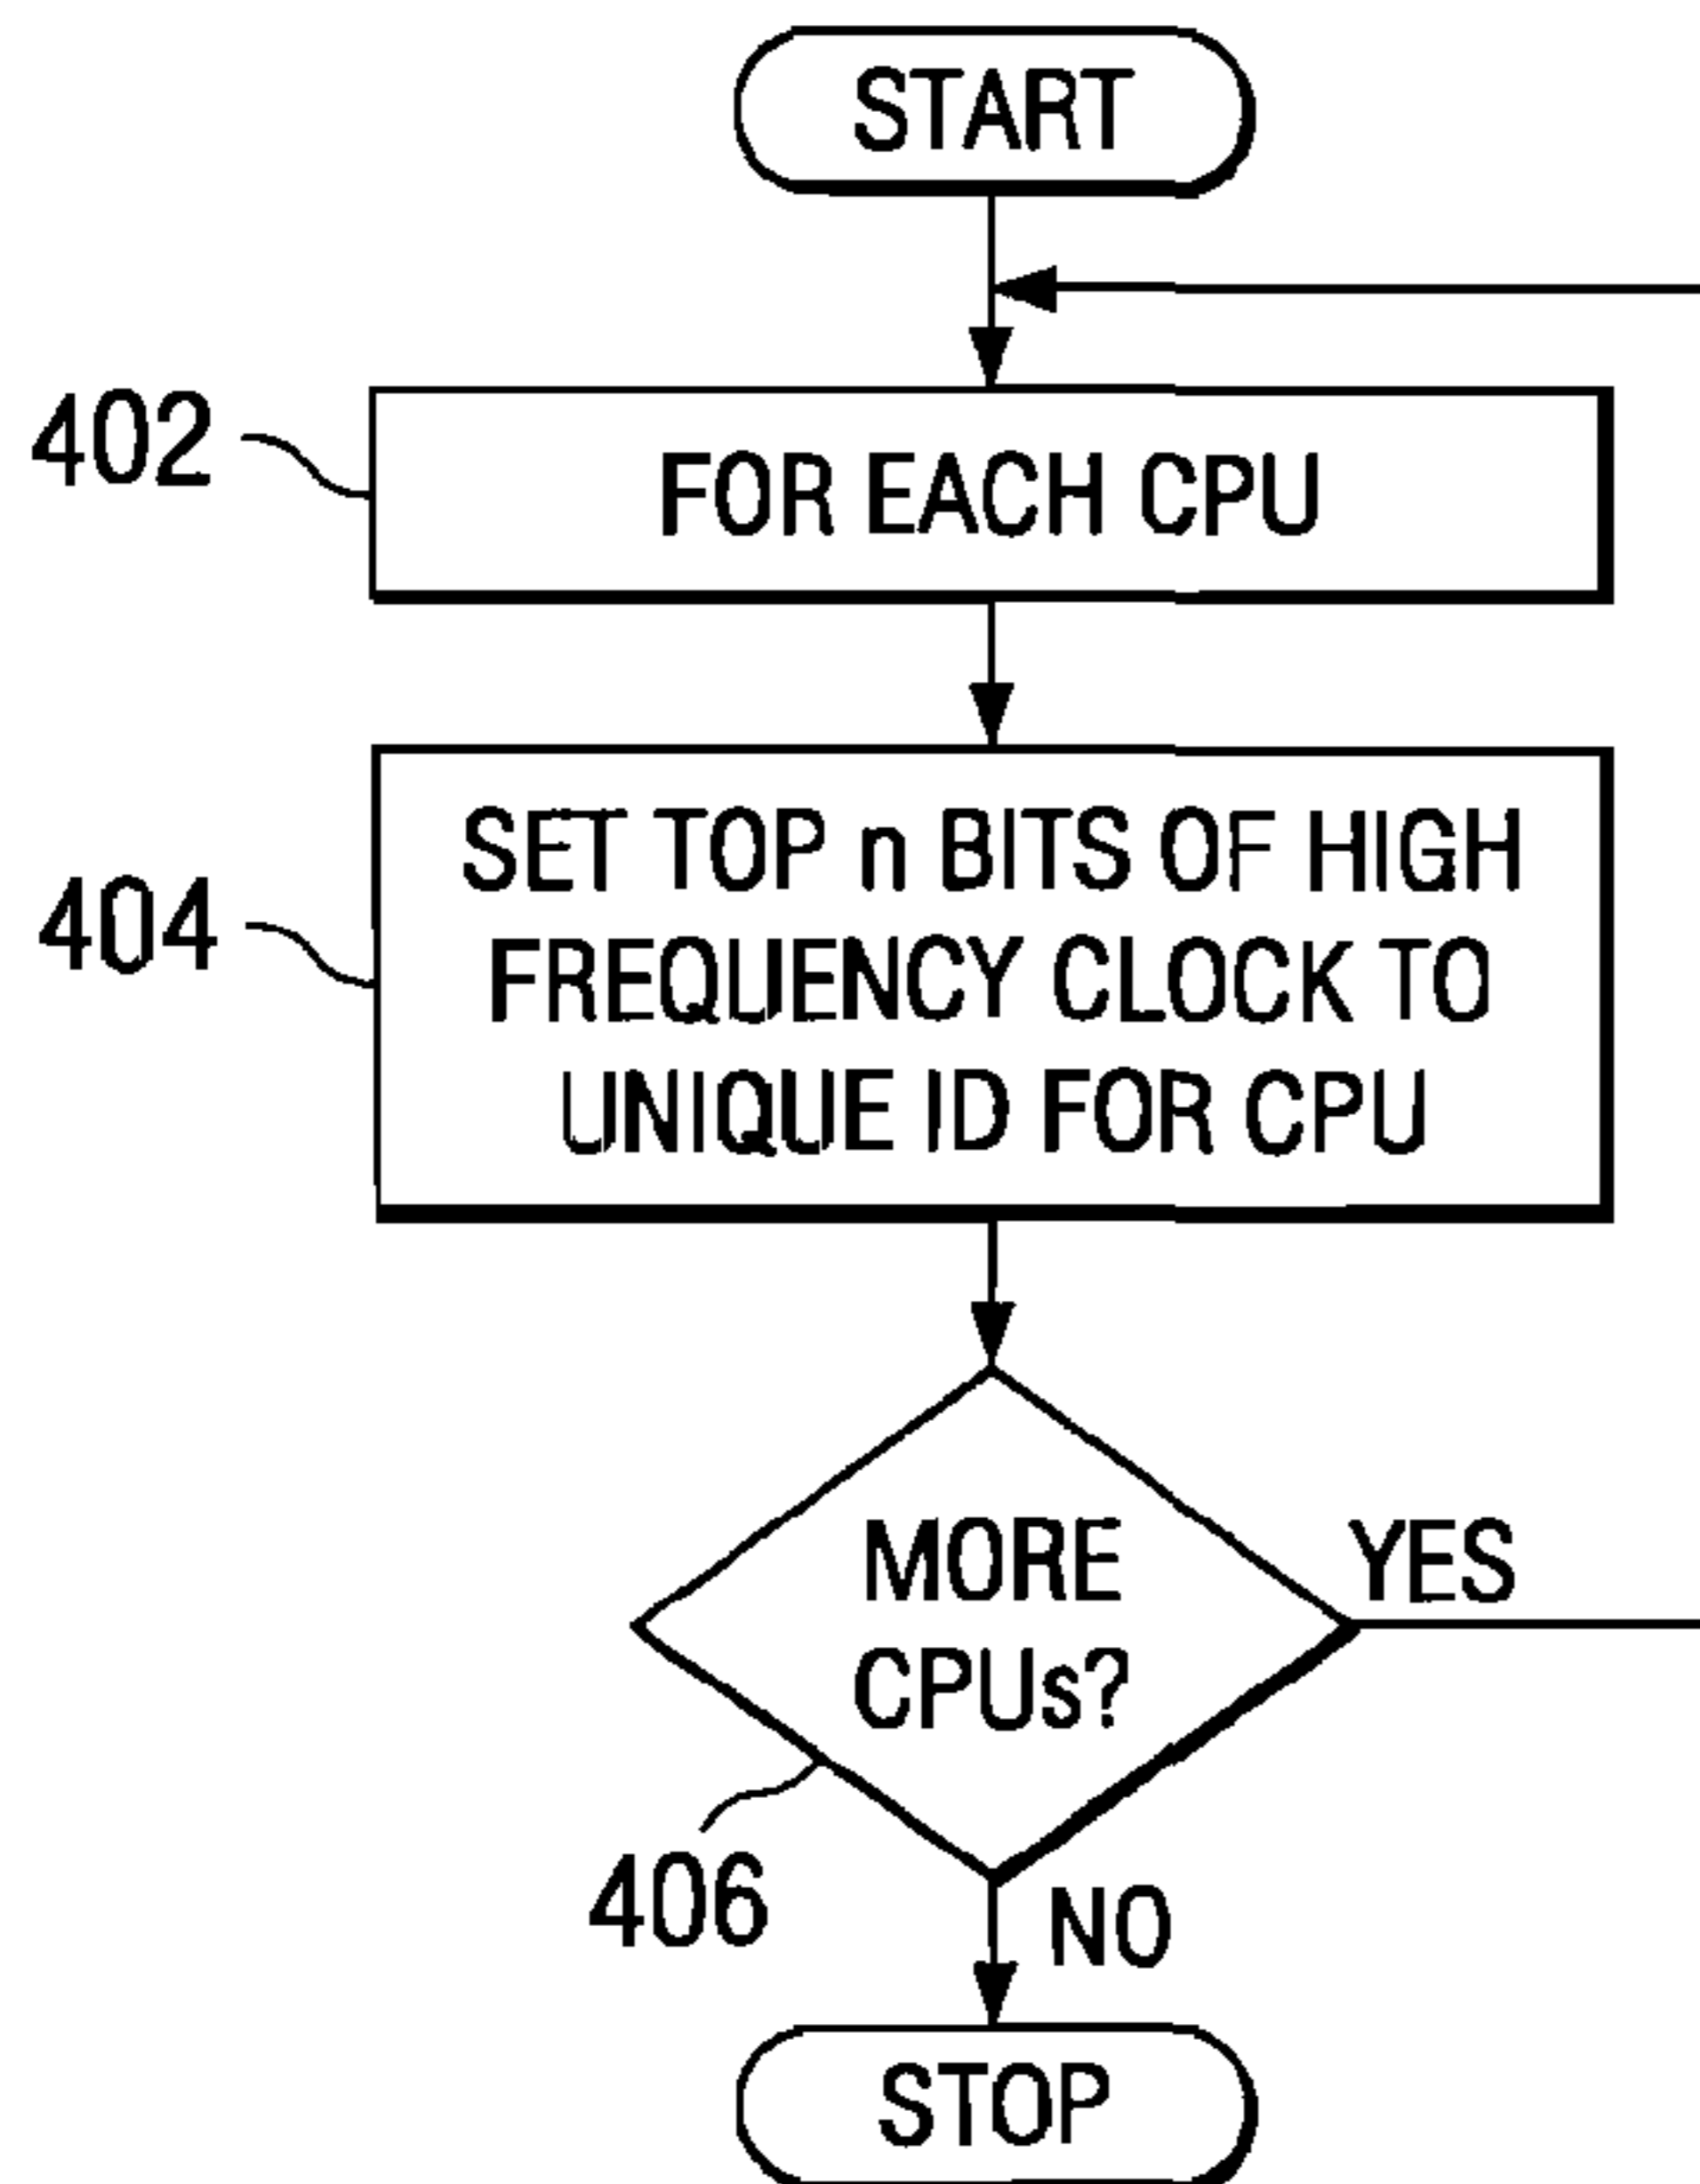 START
402
FOR EACH CPU
404
SET TOP n BITS OF HIGH
FREQUENCY CLOCK TO
UNIQUE ID FOR CPU
MORE
CPUs?
YES
406
NO
STOP